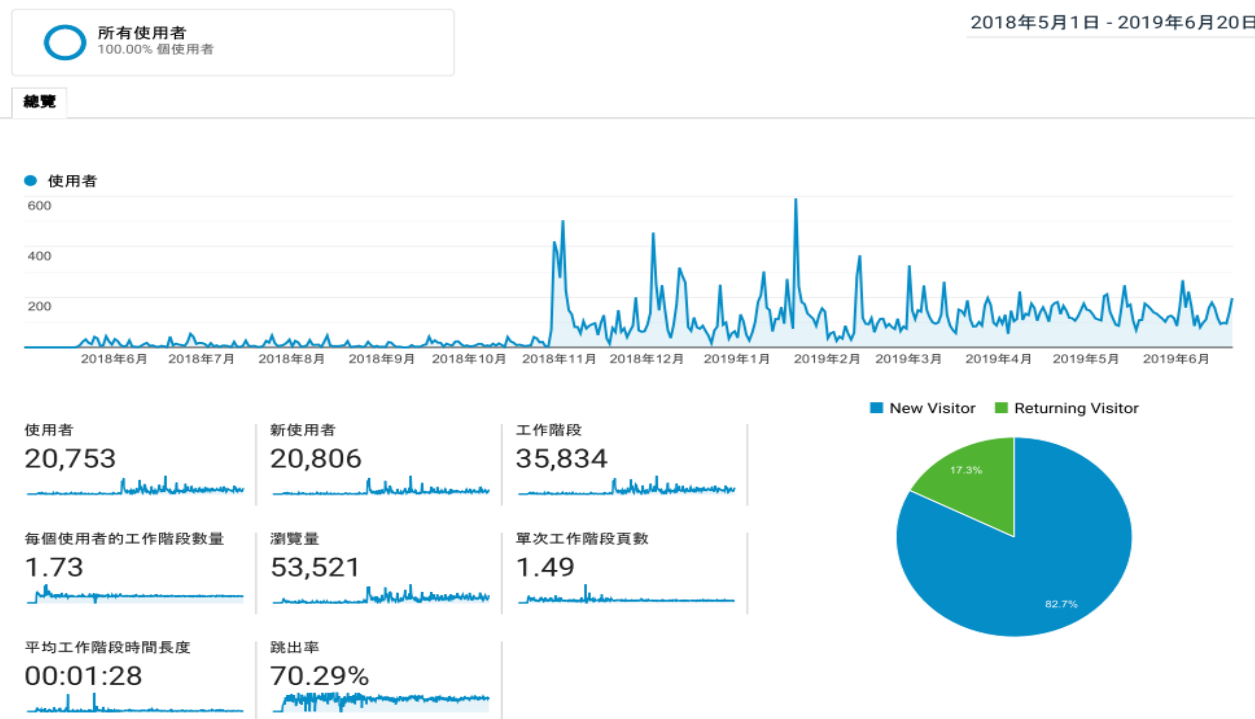 所有使用者
100.00% 個使用者
2018年5月1日 - 2019年6月20日
總覽
使用者
600
400
200
2018年6月 2018年7月 2018年8月 2018年9月 2018年10月 2018年11月 2018年12月 2019年1月 2019年2月 2019年3月 2019年4月 2019年5月 2019年6月
使用者 新使用者 工作階段
20,753 20,806 35,834
每個使用者的工作階段數量 瀏覽量 單次工作階段頁數
1.73 53,521 1.49
平均工作階段時間長度 跳出率
00:01:28 70.29%
New Visitor Returning Visitor
17.3%
82.7%